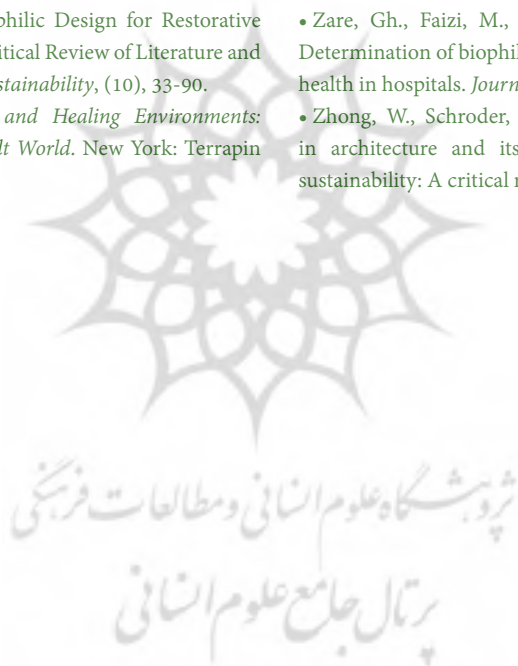 philic Design for Restorative
itical Review of Literature and
stainability, (10), 33-90.
and Healing Environments:
lt World. New York: Terrapin
• Zare, Gh., Faizi, M.,
Determination of biophil
health in hospitals. Journ
• Zhong, W., Schroder,
in architecture and its
sustainability: A critical r
پژوهشگاه علوم انسانی و مطالعات فرهنگی
پرتال جامع علوم انسانی